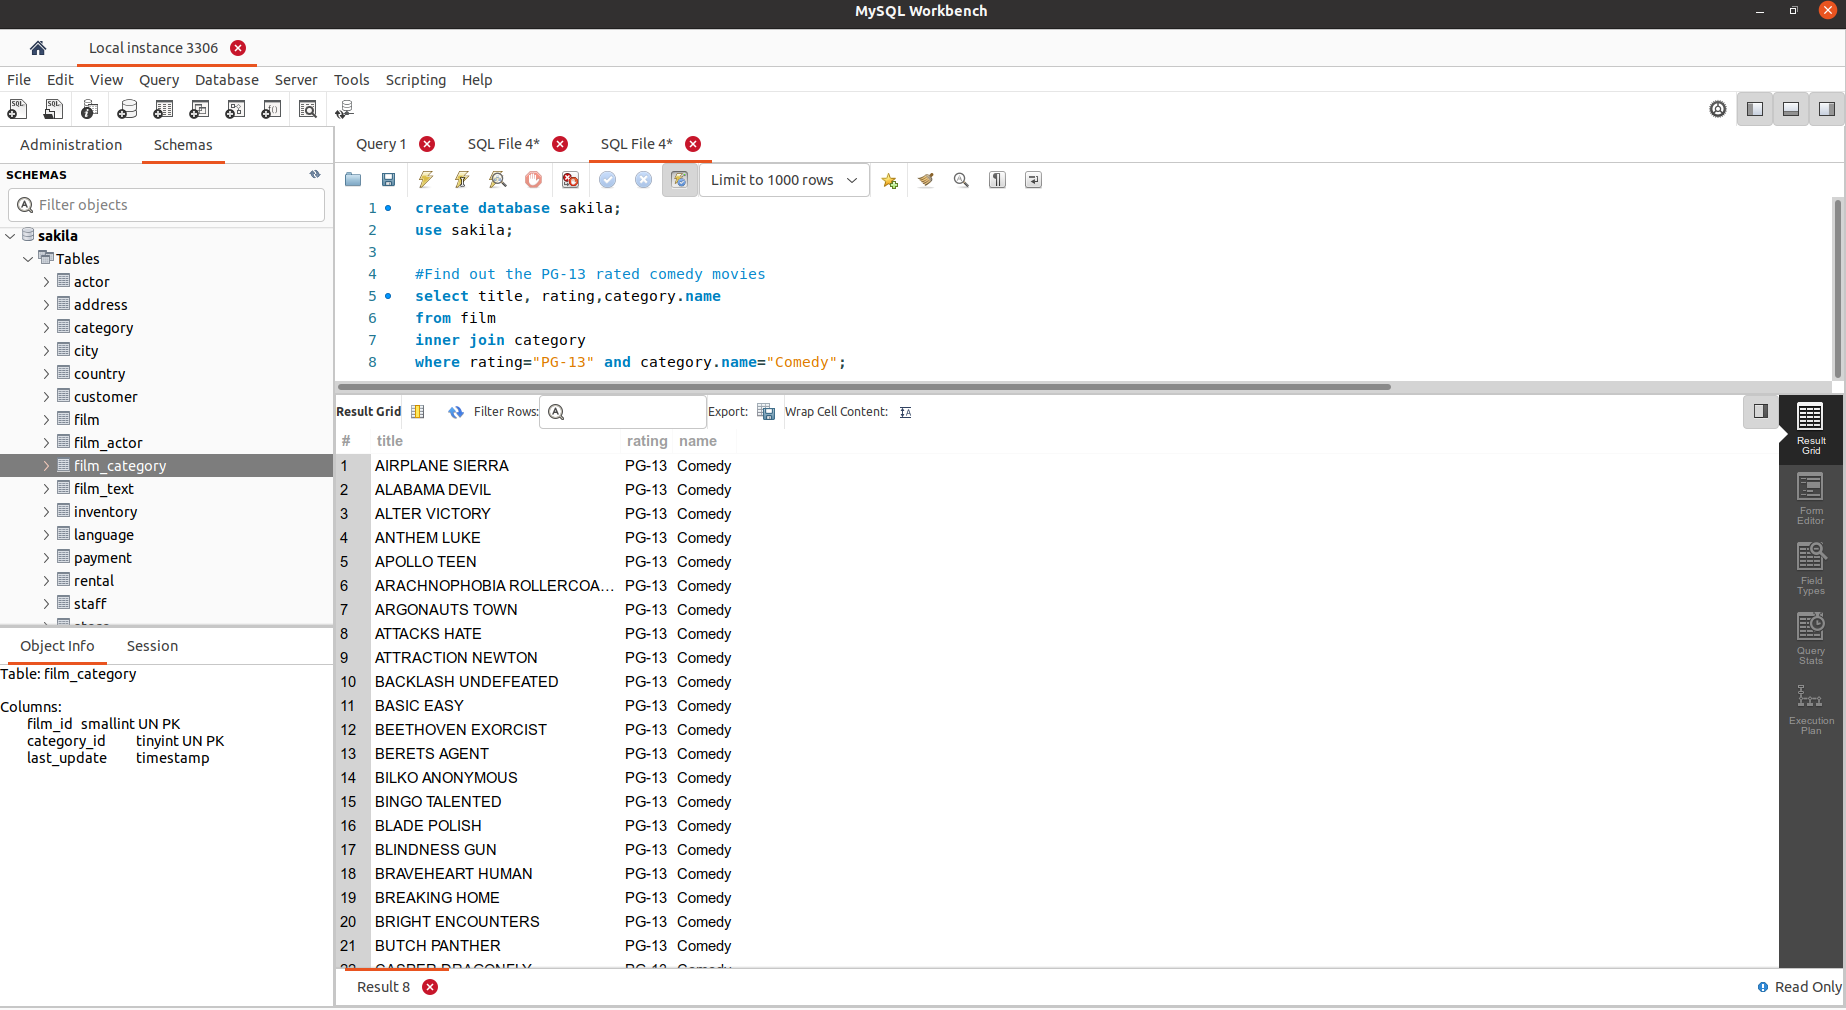 MySQL Workbench
Local instance 3306
File Edit View Query Database Server Tools Scripting Help
Administration Schemas
SCHEMAS
Filter objects
sakila
Tables
actor
address
category
city
country
customer
film
film_actor
film_category
film_text
inventory
language
payment
rental
staff
Object Info Session
Table: film_category
Columns:
film_id smallint UN PK
category_id tinyint UN PK
last_update timestamp
Query 1 SQL File 4* SQL File 4*
Limit to 1000 rows
1 create database sakila;
2 use sakila;
3
4 #Find out the PG-13 rated comedy movies
5 select title, rating,category.name
6 from film
7 inner join category
8 where rating="PG-13" and category.name="Comedy";
Result Grid Filter Rows: Export: Wrap Cell Content:
# title rating name
1 AIRPLANE SIERRA PG-13 Comedy
2 ALABAMA DEVIL PG-13 Comedy
3 ALTER VICTORY PG-13 Comedy
4 ANTHEM LUKE PG-13 Comedy
5 APOLLO TEEN PG-13 Comedy
6 ARACHNOPHOBIA ROLLERCOA... PG-13 Comedy
7 ARGONAUTS TOWN PG-13 Comedy
8 ATTACKS HATE PG-13 Comedy
9 ATTRACTION NEWTON PG-13 Comedy
10 BACKLASH UNDEFEATED PG-13 Comedy
11 BASIC EASY PG-13 Comedy
12 BEETHOVEN EXORCIST PG-13 Comedy
13 BERETS AGENT PG-13 Comedy
14 BILKO ANONYMOUS PG-13 Comedy
15 BINGO TALENTED PG-13 Comedy
16 BLADE POLISH PG-13 Comedy
17 BLINDNESS GUN PG-13 Comedy
18 BRAVEHEART HUMAN PG-13 Comedy
19 BREAKING HOME PG-13 Comedy
20 BRIGHT ENCOUNTERS PG-13 Comedy
21 BUTCH PANTHER PG-13 Comedy
22 CASPER DRAGONFLY PG-13 Comedy
Result 8
Read Only
Result
Grid
Form
Editor
Field
Types
Query
Stats
Execution
Plan